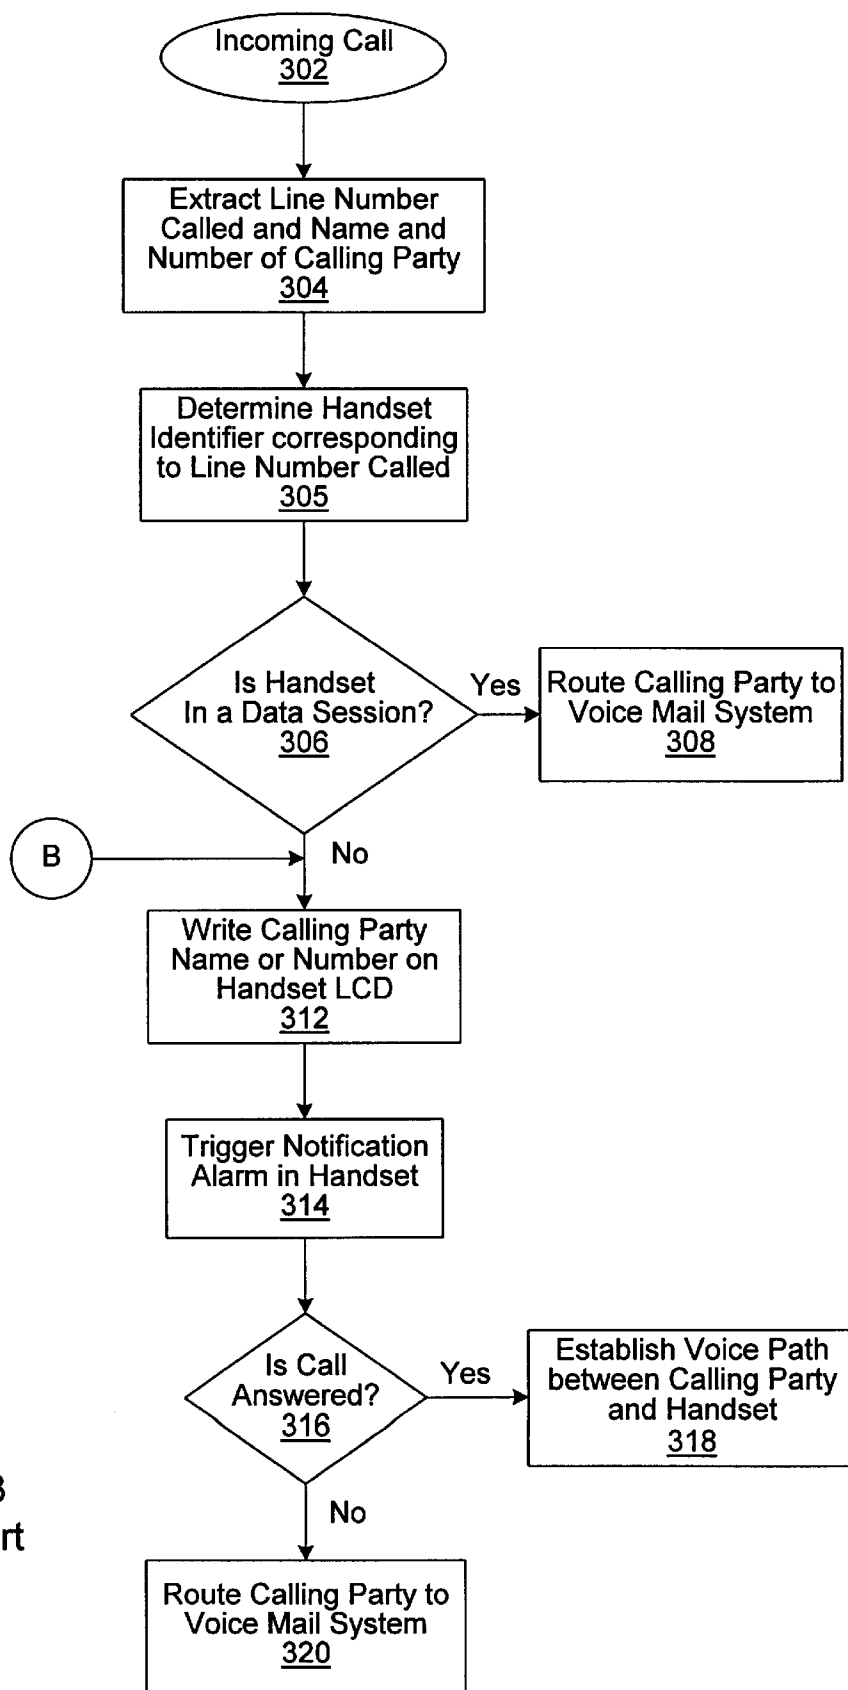 Incoming Call
302
Extract Line Number
Called and Name and
Number of Calling Party
304
Determine Handset
Identifier corresponding
to Line Number Called
305
Is Handset
In a Data Session?
306
Yes
Route Calling Party to
Voice Mail System
308
B
No
Write Calling Party
Name or Number on
Handset LCD
312
Trigger Notification
Alarm in Handset
314
Is Call
Answered?
316
Yes
Establish Voice Path
between Calling Party
and Handset
318
No
rt
Route Calling Party to
Voice Mail System
320